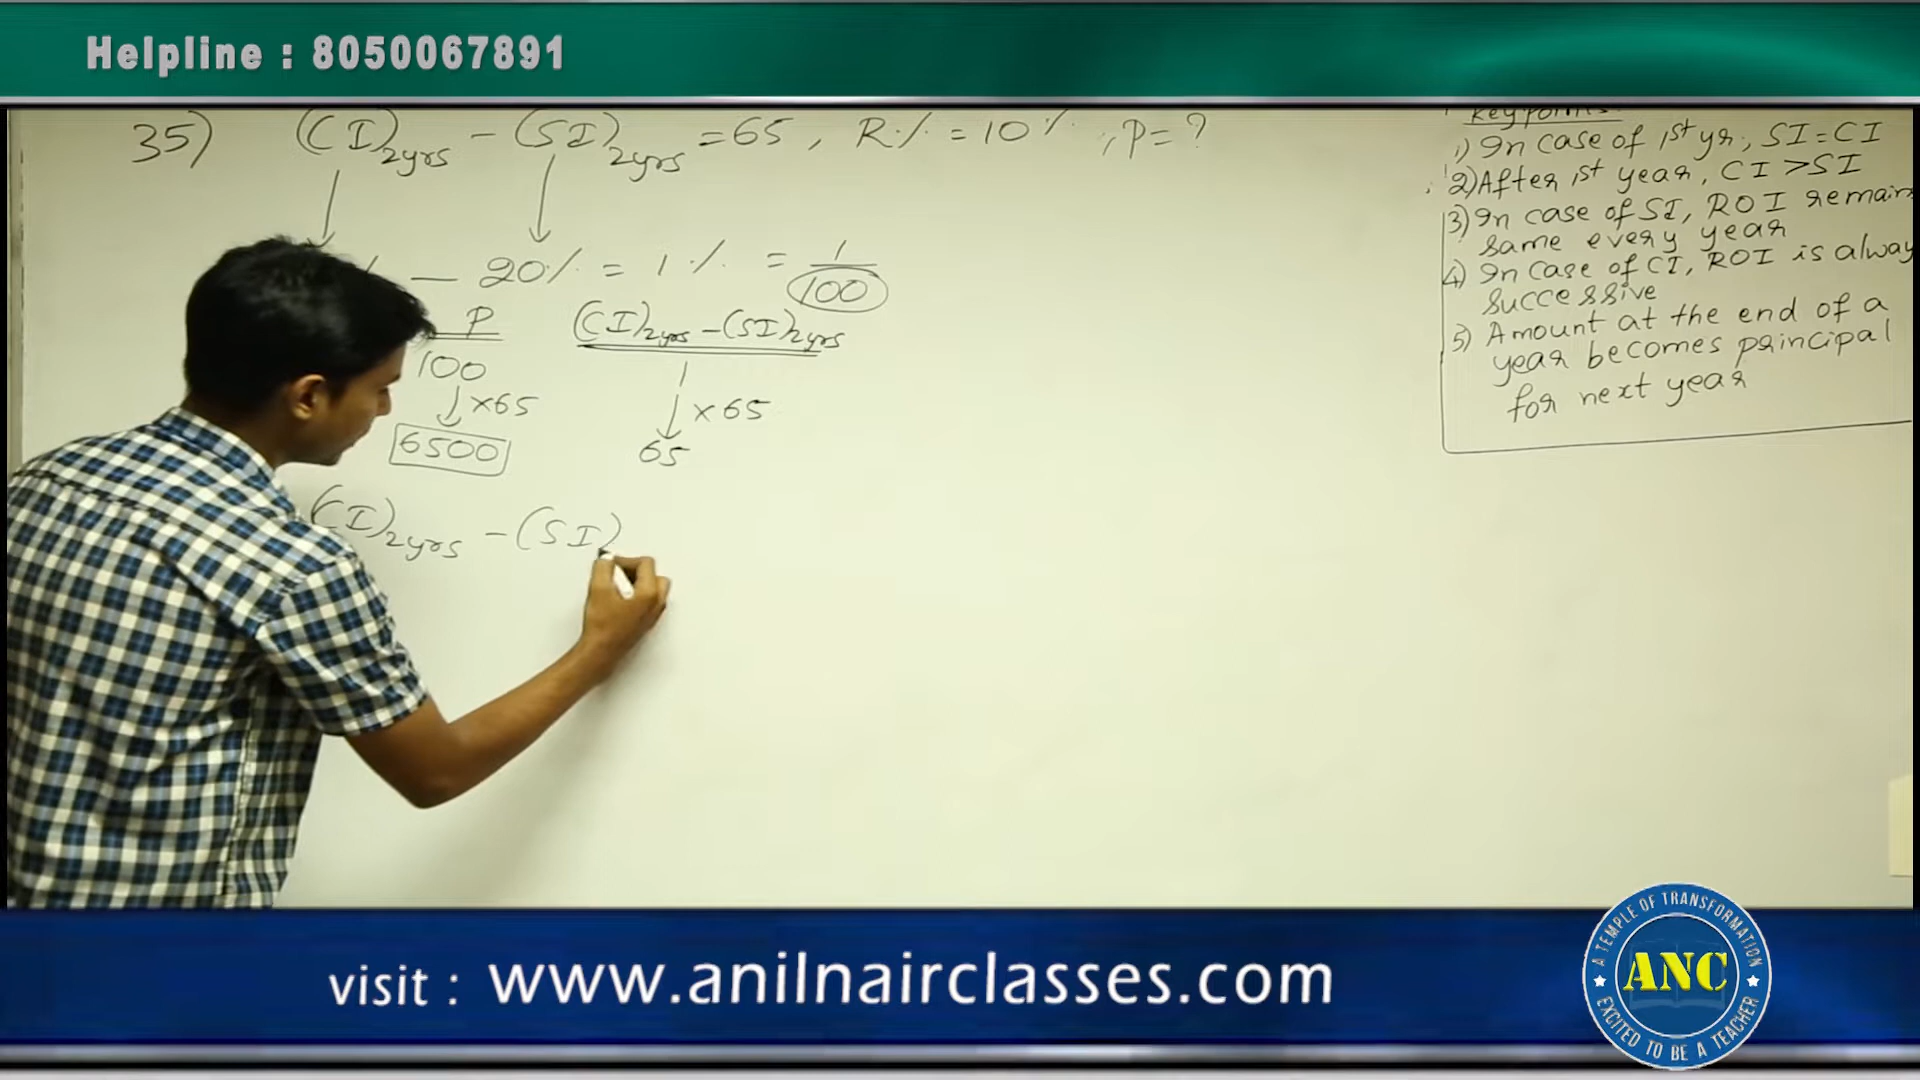 Helpline : 8050067891
35) (CI)2yrs - (SI)2yrs = 65 , R% = 10% , P = ?
% — 20% = 1% = 1/100
P (CI)2yrs - (SI)2yrs
100 1
×65 ×65
6500 65
(CI)2yrs - (SI)
Key points
1) In case of 1st yr, SI = CI
2) After 1st year, CI > SI
3) In case of SI, ROI remains
same every year
4) In case of CI, ROI is alway
successive
5) Amount at the end of a
year becomes principal
for next year
visit : www.anilnairclasses.com
A TEMPLE OF TRANSFORMATION
ANC
EXCITED TO BE A TEACHER